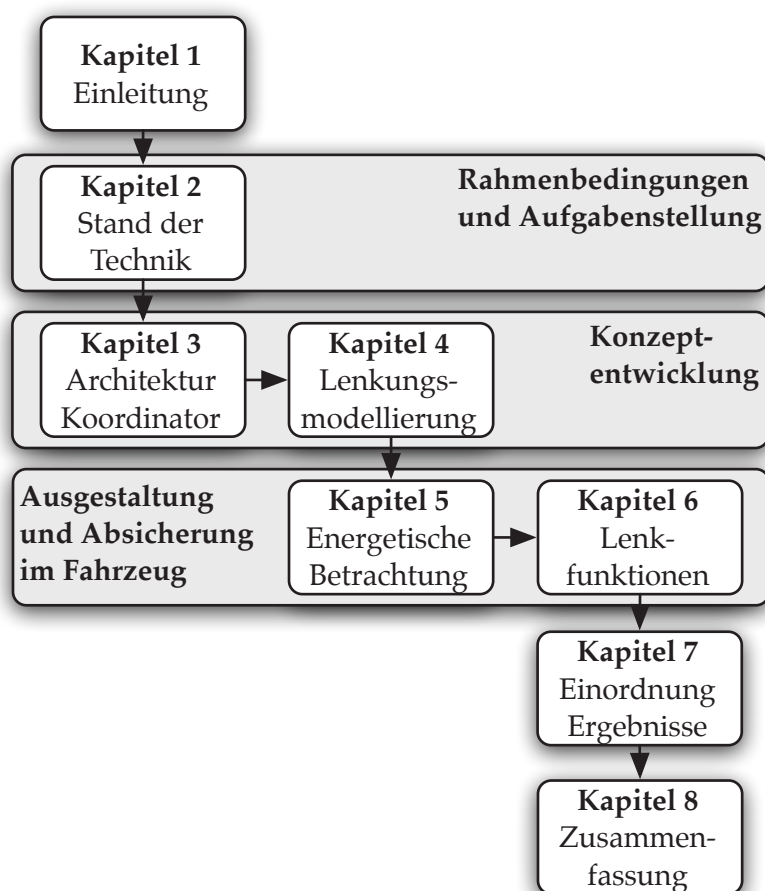 Kapitel 1
Einleitung
Kapitel 2
Stand der
Technik
Rahmenbedingungen
und Aufgabenstellung
Kapitel 3
Architektur
Koordinator
Kapitel 4
Lenkungs-
modellierung
Konzept-
entwicklung
Ausgestaltung
und Absicherung
im Fahrzeug
Kapitel 5
Energetische
Betrachtung
Kapitel 6
Lenk-
funktionen
Kapitel 7
Einordnung
Ergebnisse
Kapitel 8
Zusammen-
fassung